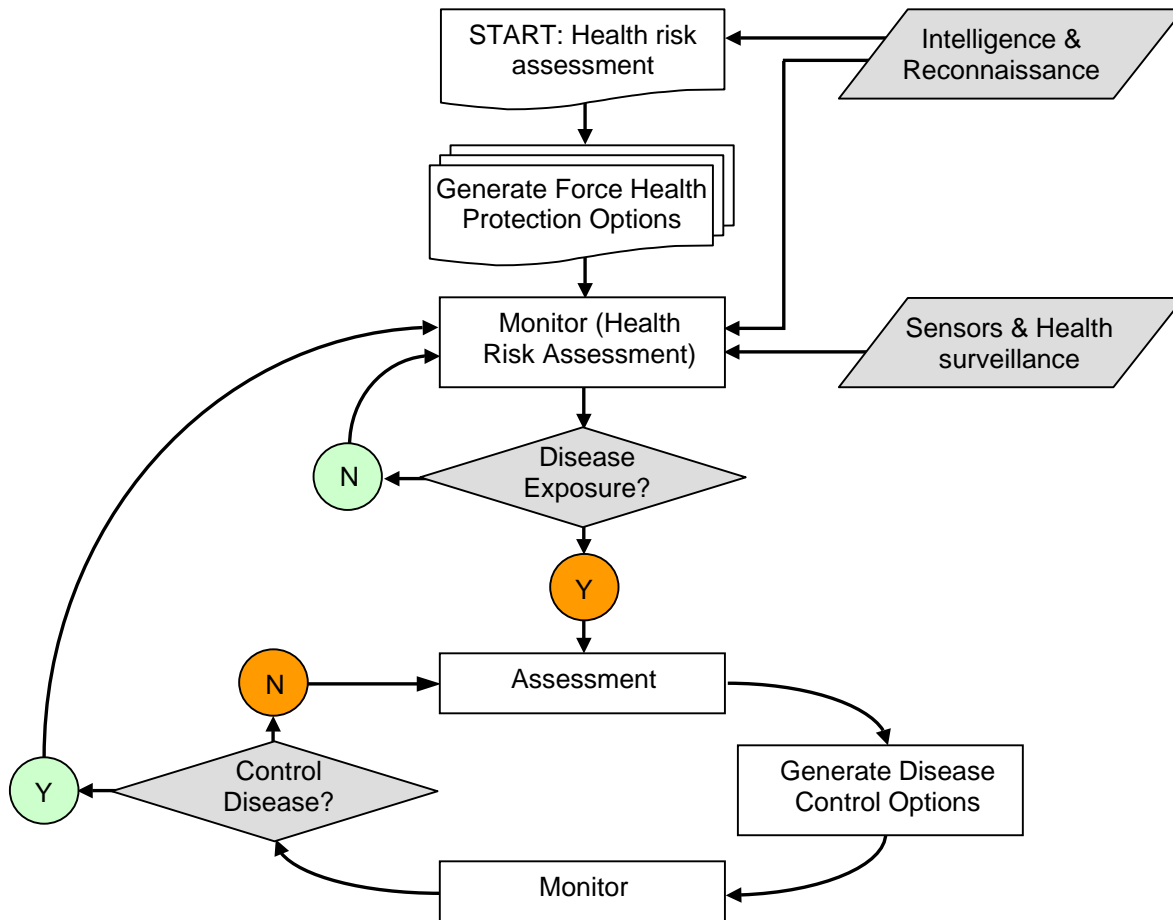 START: Health risk
assessment
Intelligence &
Reconnaissance
Generate Force Health
Protection Options
Monitor (Health
Risk Assessment)
Sensors & Health
surveillance
N
Disease
Exposure?
Y
N
Assessment
Y
Control
Disease?
Generate Disease
Control Options
Monitor